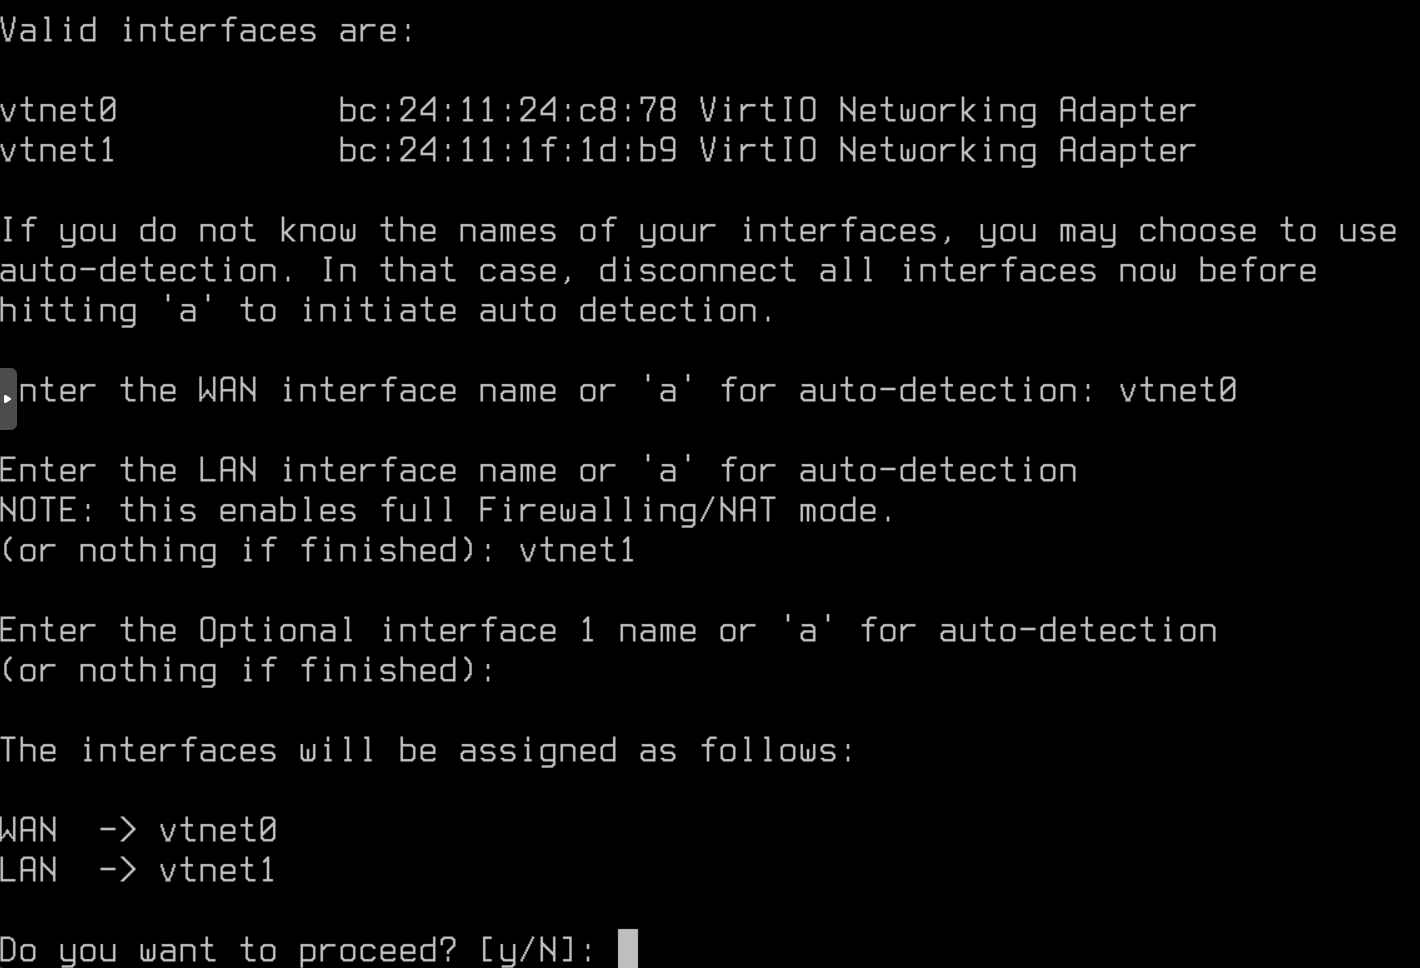 Valid interfaces are:
vtnet0 bc:24:11:24:c8:78 VirtIO Networking Adapter
vtnet1 bc:24:11:1f:1d:b9 VirtIO Networking Adapter
If you do not know the names of your interfaces, you may choose to use
auto-detection. In that case, disconnect all interfaces now before
hitting 'a' to initiate auto detection.
nter the WAN interface name or 'a' for auto-detection: vtnet0
Enter the LAN interface name or 'a' for auto-detection
NOTE: this enables full Firewalling/NAT mode.
(or nothing if finished): vtnet1
Enter the Optional interface 1 name or 'a' for auto-detection
(or nothing if finished):
The interfaces will be assigned as follows:
WAN -> vtnet0
LAN -> vtnet1
Do you want to proceed? [y/N]: